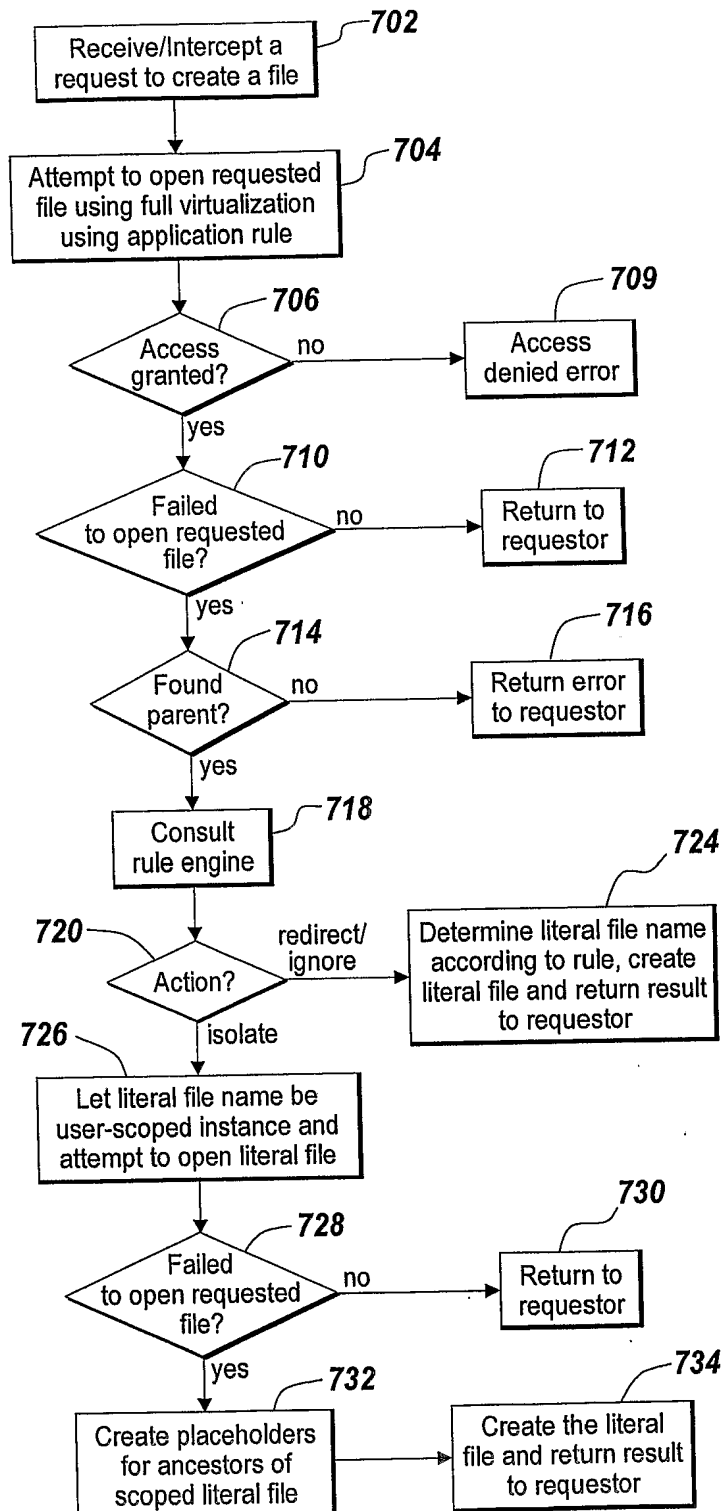 702
Receive/Intercept a
request to create a file
704
Attempt to open requested
file using full virtualization
using application rule
706
709
Access
granted?
no
Access
denied error
yes
710
712
Failed
to open requested
file?
no
Return to
requestor
yes
714
716
Found
parent?
no
Return error
to requestor
yes
718
Consult
rule engine
724
720
Action?
redirect/
ignore
Determine literal file name
according to rule, create
literal file and return result
to requestor
isolate
726
Let literal file name be
user-scoped instance and
attempt to open literal file
728
730
Failed
to open requested
file?
no
Return to
requestor
yes
732
734
Create placeholders
for ancestors of
scoped literal file
Create the literal
file and return result
to requestor